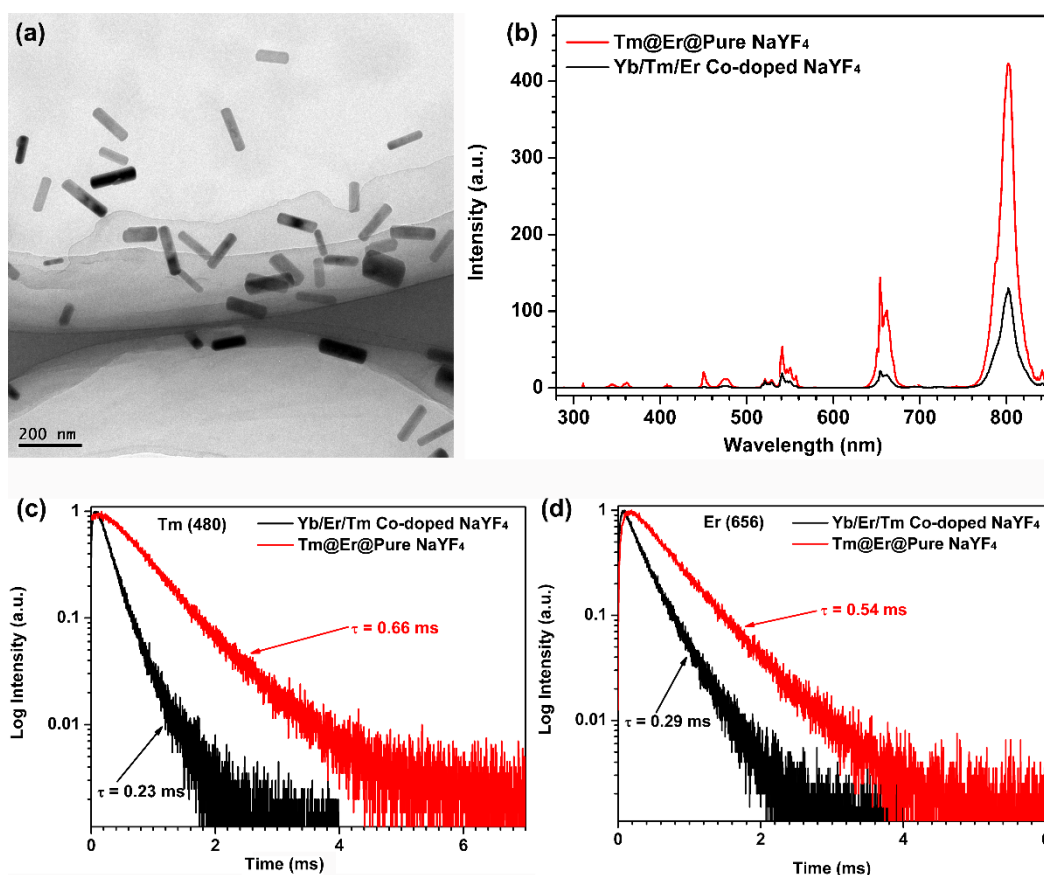 (a)
200 nm
(b)
Tm@Er@Pure NaYF₄
Yb/Tm/Er Co-doped NaYF₄
Intensity (a.u.)
400
300
200
100
0
280 400 500 600 700 800
Wavelength (nm)
(c)
Tm (480)
Yb/Er/Tm Co-doped NaYF₄
Tm@Er@Pure NaYF₄
Log Intensity (a.u.)
1
0.1
0.01
τ = 0.66 ms
τ = 0.23 ms
0 2 4 6
Time (ms)
(d)
Er (656)
Yb/Er/Tm Co-doped NaYF₄
Tm@Er@Pure NaYF₄
Log Intensity (a.u.)
1
0.1
0.01
τ = 0.54 ms
τ = 0.29 ms
0 2 4 6
Time (ms)